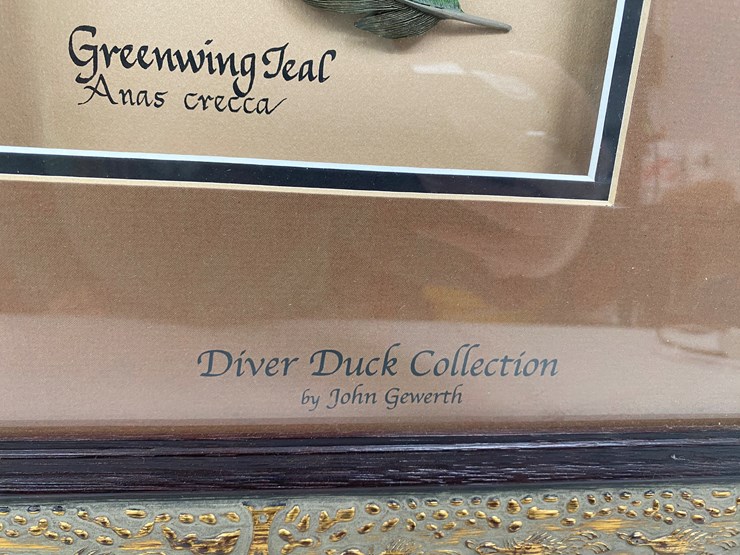 Greenwing Teal
Anas crecca
Diver Duck Collection
by John Gewerth